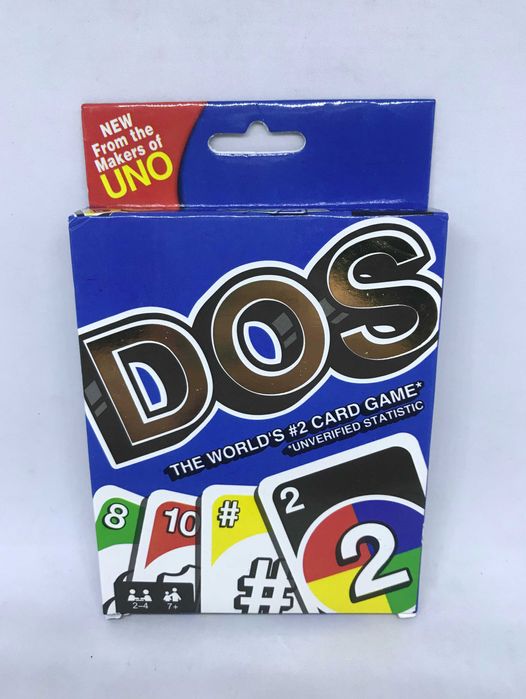 NEW
From the
Makers of
UNO
DOS
THE WORLD'S #2 CARD GAME*
*UNVERIFIED STATISTIC
8
10
#
#
2
2
2-4
7+